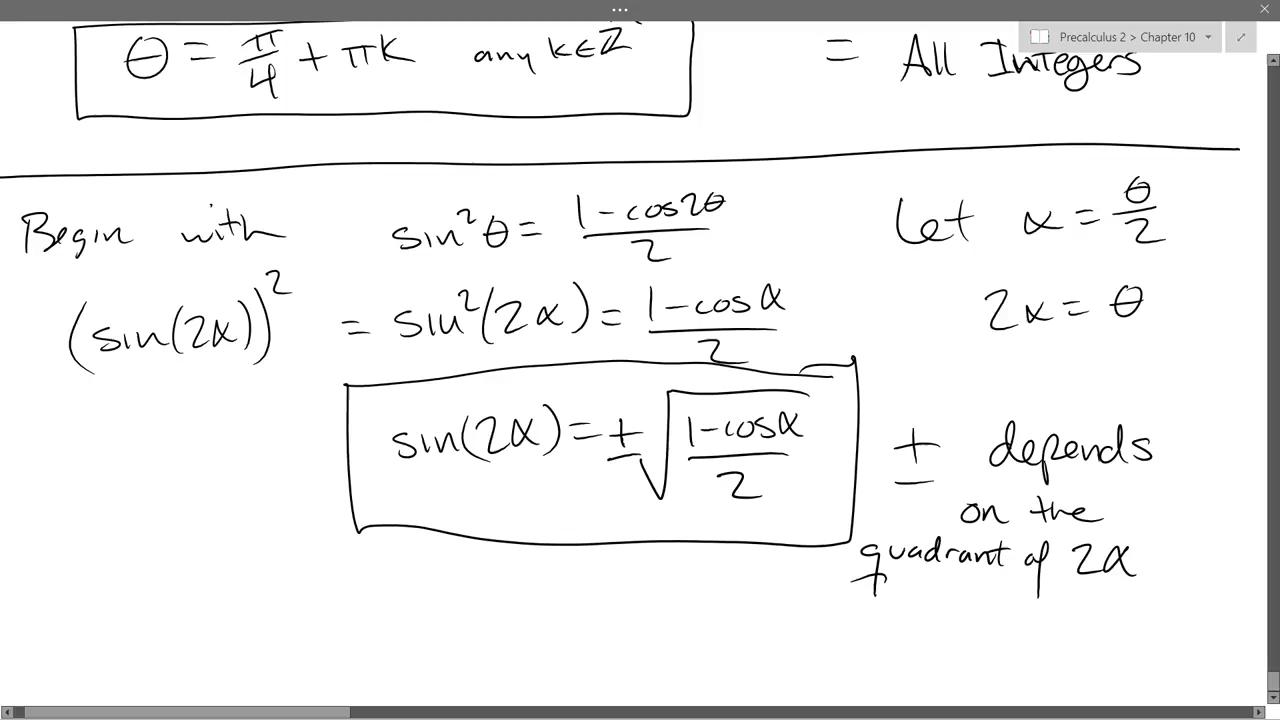 Precalculus 2 > Chapter 10
θ = π/4 + πk any k∈ℤ = All Integers
Begin with sin²θ = (1-cos2θ)/2 Let α = θ/2
(sin(2α))² = sin²(2α) = (1-cosα)/2 2α = θ
sin(2α) = ±√((1-cosα)/2) ± depends
on the
quadrant of 2α